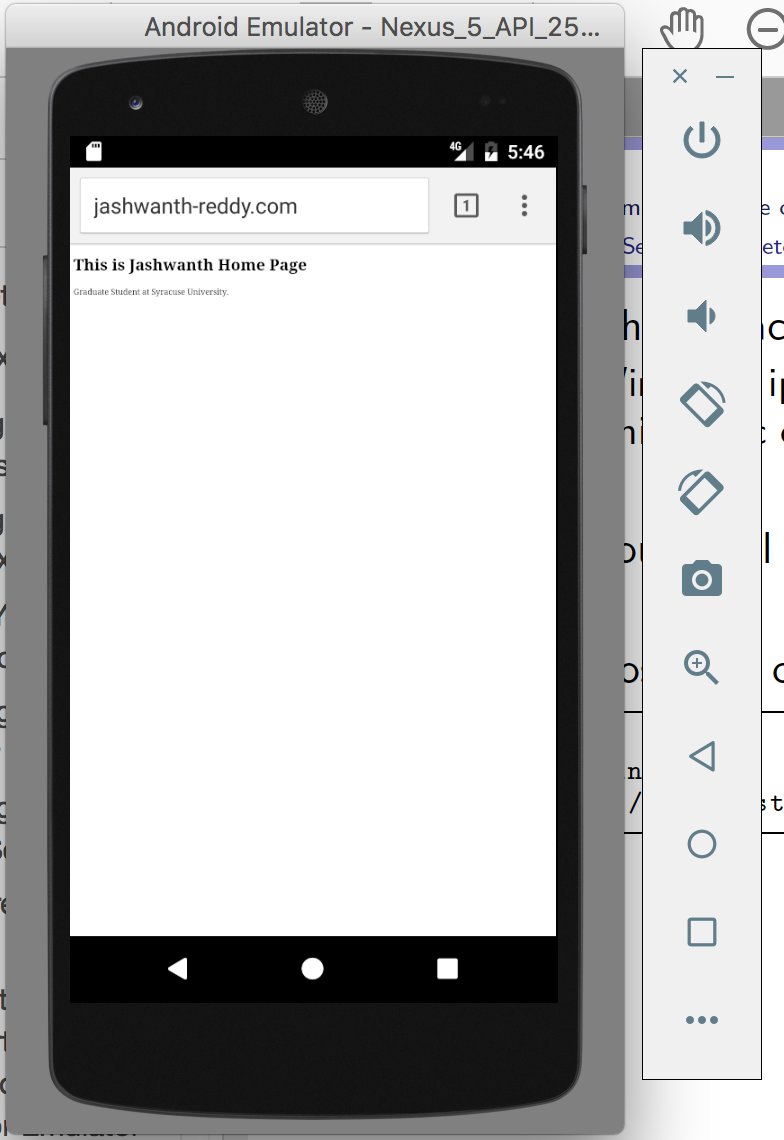 Android Emulator - Nexus_5_API_25...
4G
5:46
jashwanth-reddy.com
1
This is Jashwanth Home Page
Graduate Student at Syracuse University.
Emulator